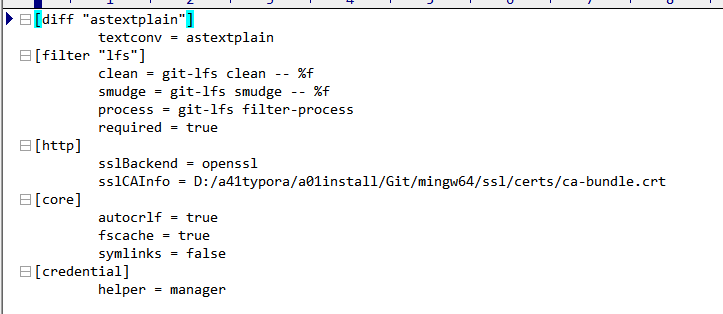 [diff "astextplain"]
textconv = astextplain
[filter "lfs"]
clean = git-lfs clean -- %f
smudge = git-lfs smudge -- %f
process = git-lfs filter-process
required = true
[http]
sslBackend = openssl
sslCAInfo = D:/a41typora/a01install/Git/mingw64/ssl/certs/ca-bundle.crt
[core]
autocrlf = true
fscache = true
symlinks = false
[credential]
helper = manager